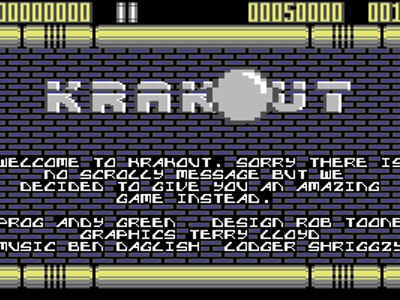 00000000 00050000 001
KRAKOUT
WELCOME TO KRAKOUT. SORRY THERE IS
NO SCROLLY MESSAGE BUT WE
DECIDED TO GIVE YOU AN AMAZING
GAME INSTEAD.
PROG ANDY GREEN DESIGN ROB TOONE
GRAPHICS TERRY LLOYD
MUSIC BEN DAGLISH LODGER SHRIGGZY